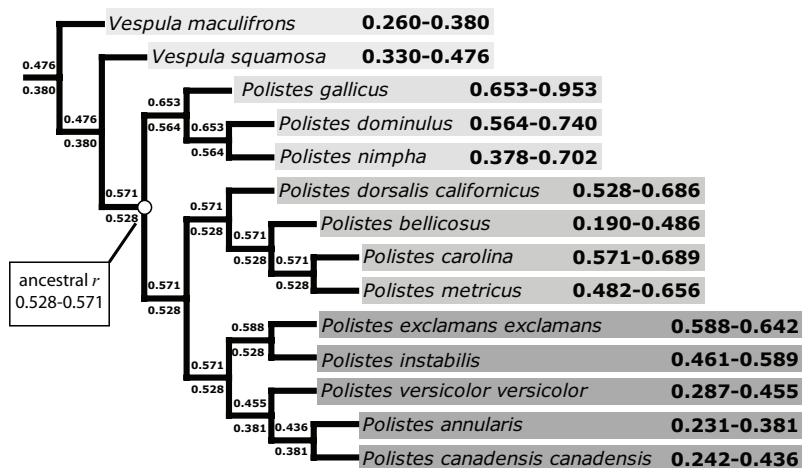 Vespula maculifrons 0.260-0.380
Vespula squamosa 0.330-0.476
0.476
0.380
0.476
0.380
Polistes gallicus 0.653-0.953
0.653
0.564
Polistes dominulus 0.564-0.740
0.653
0.564
Polistes nimpha 0.378-0.702
Polistes dorsalis californicus 0.528-0.686
0.571
0.528
0.571
0.528
Polistes bellicosus 0.190-0.486
0.571
0.528
Polistes carolina 0.571-0.689
0.571
0.528
Polistes metricus 0.482-0.656
ancestral r
0.528-0.571
0.571
0.528
Polistes exclamans exclamans 0.588-0.642
0.588
0.528
Polistes instabilis 0.461-0.589
0.571
0.528
Polistes versicolor versicolor 0.287-0.455
0.455
0.381
Polistes annularis 0.231-0.381
0.436
0.381
Polistes canadensis canadensis 0.242-0.436